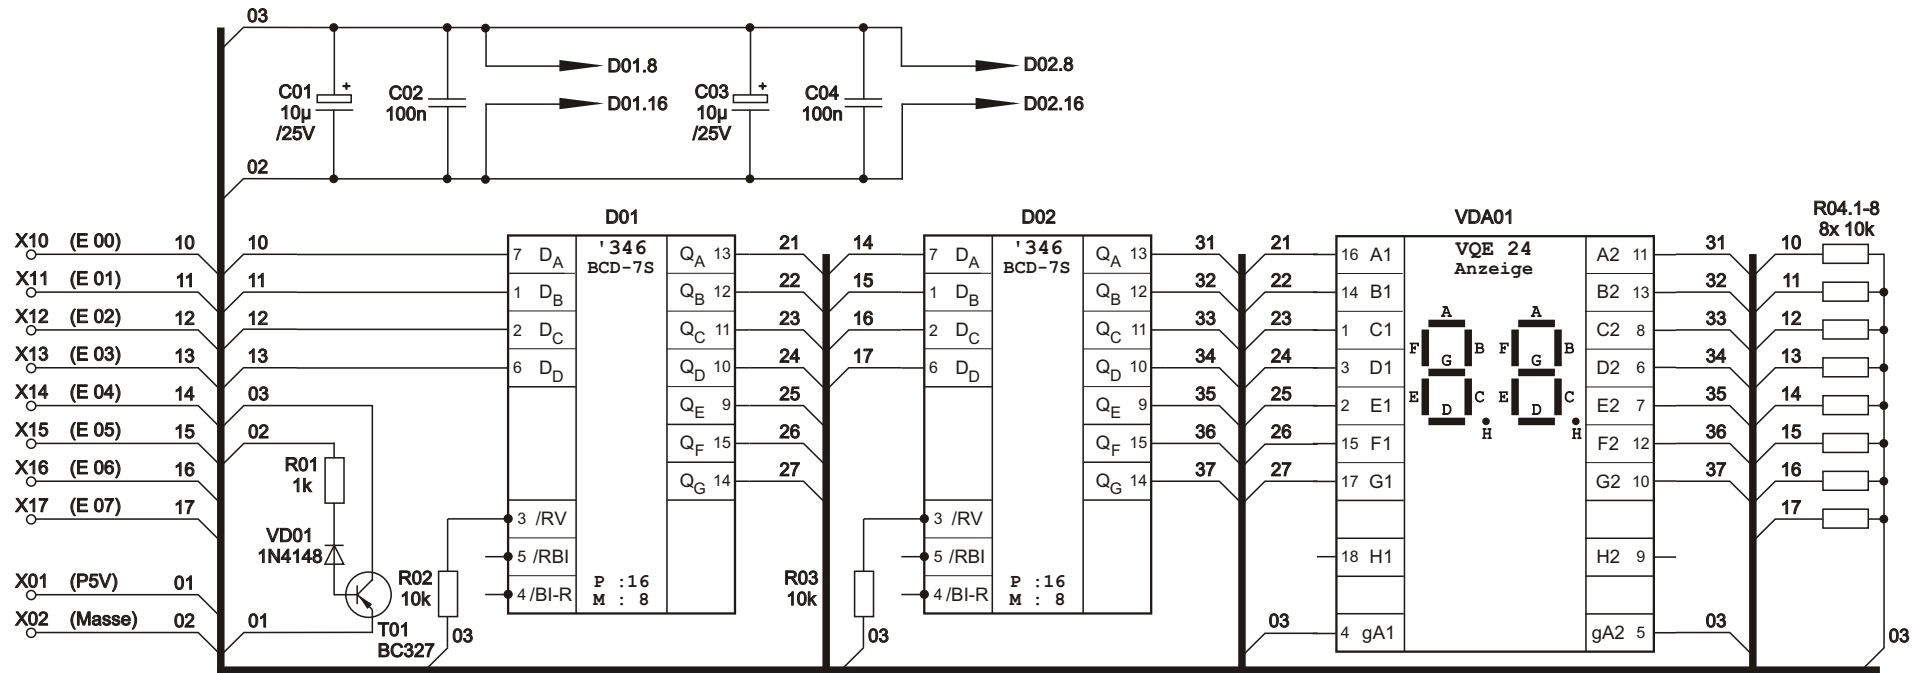 03
C01
10µ
/25V
+
C02
100n
D01.8
D01.16
C03
10µ
/25V
+
C04
100n
D02.8
D02.16
02
X10 (E 00) 10
X11 (E 01) 11
X12 (E 02) 12
X13 (E 03) 13
X14 (E 04) 14
X15 (E 05) 15
X16 (E 06) 16
X17 (E 07) 17
X01 (P5V) 01
X02 (Masse) 02
10
11
12
13
03
02
R01
1k
VD01
1N4148
01
T01
BC327
R02
10k
03
D01
'346
BCD-7S
7 DA
1 DB
2 DC
6 DD
3 /RV
5 /RBI
4 /BI-R
P :16
M : 8
QA 13
QB 12
QC 11
QD 10
QE 9
QF 15
QG 14
21
22
23
24
25
26
27
14
15
16
17
R03
10k
03
D02
'346
BCD-7S
7 DA
1 DB
2 DC
6 DD
3 /RV
5 /RBI
4 /BI-R
P :16
M : 8
QA 13
QB 12
QC 11
QD 10
QE 9
QF 15
QG 14
31
32
33
34
35
36
37
21
22
23
24
25
26
27
03
VDA01
VQE 24
Anzeige
16 A1
14 B1
1 C1
3 D1
2 E1
15 F1
17 G1
18 H1
4 gA1
A
F G B
E D C
H
A
F G B
E D C
H
A2 11
B2 13
C2 8
D2 6
E2 7
F2 12
G2 10
H2 9
gA2 5
31
32
33
34
35
36
37
03
R04.1-8
8x 10k
10
11
12
13
14
15
16
17
03